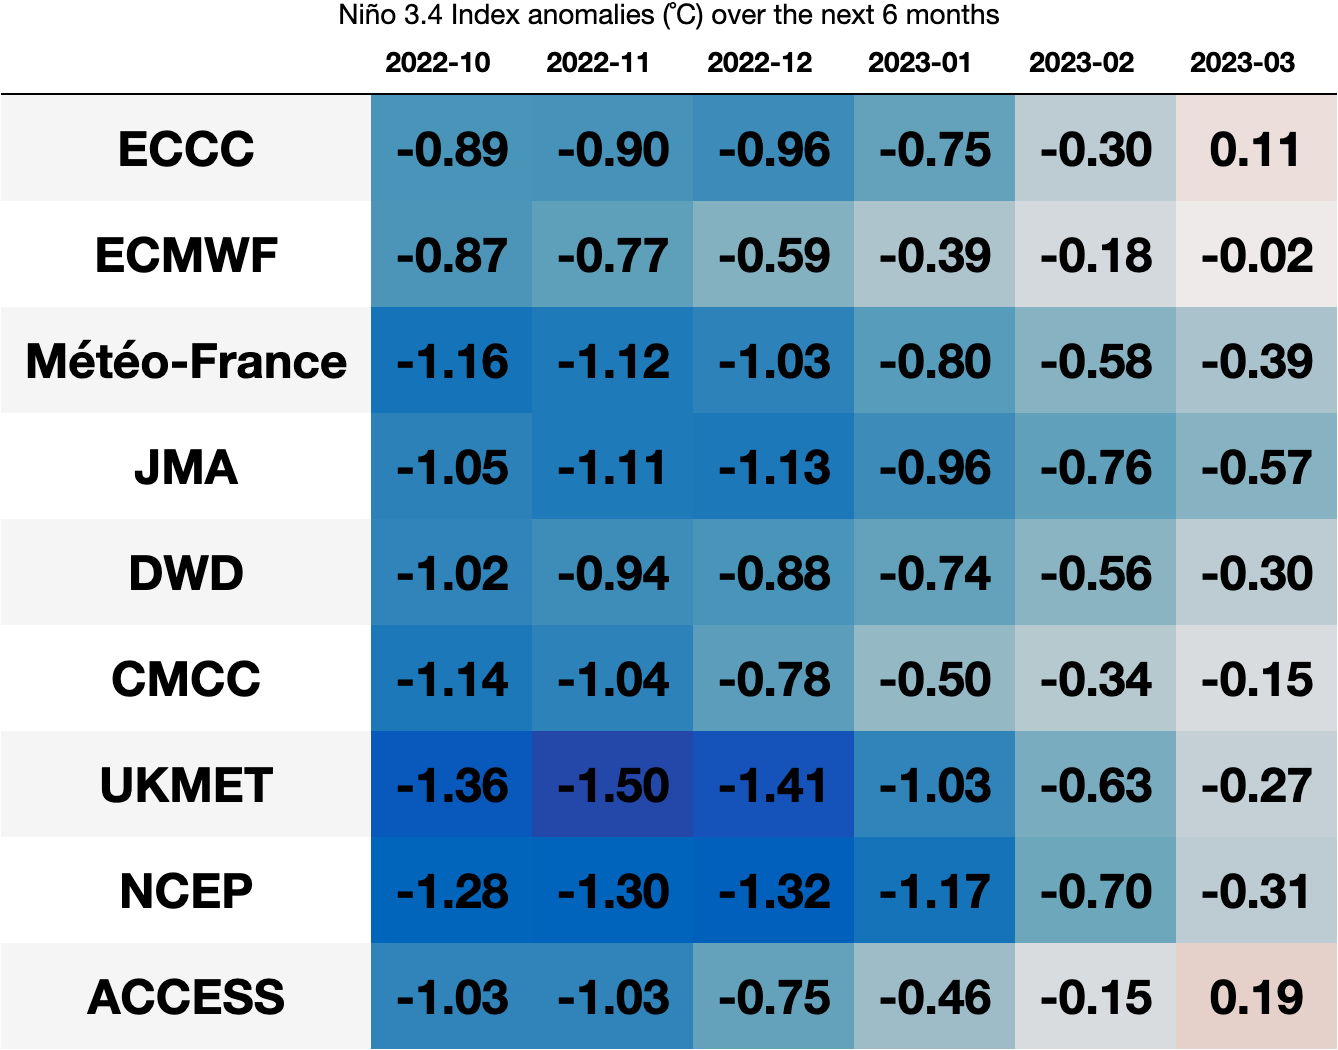 Niño 3.4 Index anomalies (℃) over the next 6 months
2022-10 2022-11 2022-12 2023-01 2023-02 2023-03
ECCC -0.89 -0.90 -0.96 -0.75 -0.30 0.11
ECMWF -0.87 -0.77 -0.59 -0.39 -0.18 -0.02
Météo-France -1.16 -1.12 -1.03 -0.80 -0.58 -0.39
JMA -1.05 -1.11 -1.13 -0.96 -0.76 -0.57
DWD -1.02 -0.94 -0.88 -0.74 -0.56 -0.30
CMCC -1.14 -1.04 -0.78 -0.50 -0.34 -0.15
UKMET -1.36 -1.50 -1.41 -1.03 -0.63 -0.27
NCEP -1.28 -1.30 -1.32 -1.17 -0.70 -0.31
ACCESS -1.03 -1.03 -0.75 -0.46 -0.15 0.19